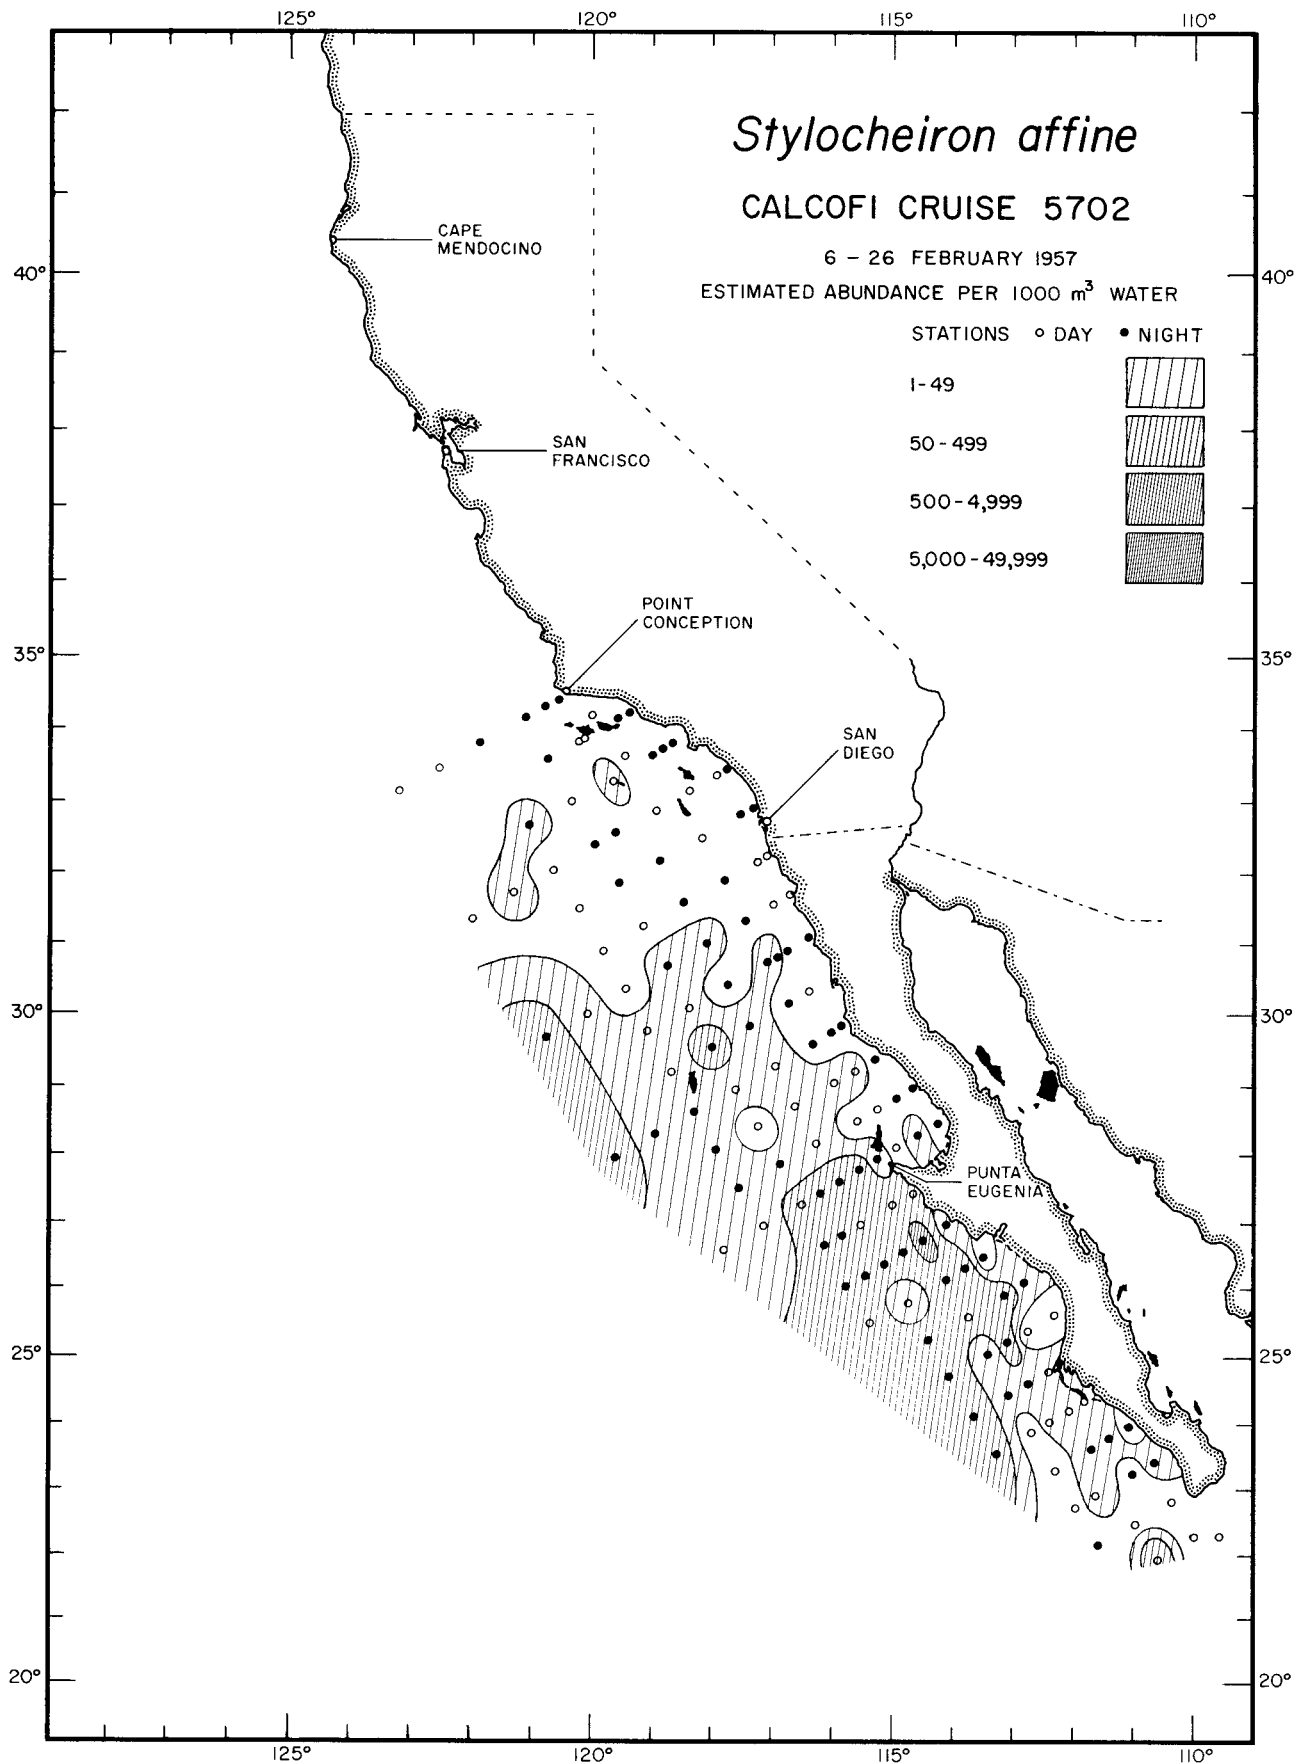 125° 120° 115° 110°
Stylocheiron affine
CALCOFI CRUISE 5702
6 – 26 FEBRUARY 1957
ESTIMATED ABUNDANCE PER 1000 m³ WATER
STATIONS ○ DAY ● NIGHT
1-49
50-499
500-4,999
5,000-49,999
CAPE
MENDOCINO
40° 40°
SAN
FRANCISCO
POINT
CONCEPTION
35° 35°
SAN
DIEGO
30° 30°
PUNTA
EUGENIA
25° 25°
20° 20°
125° 120° 115° 110°